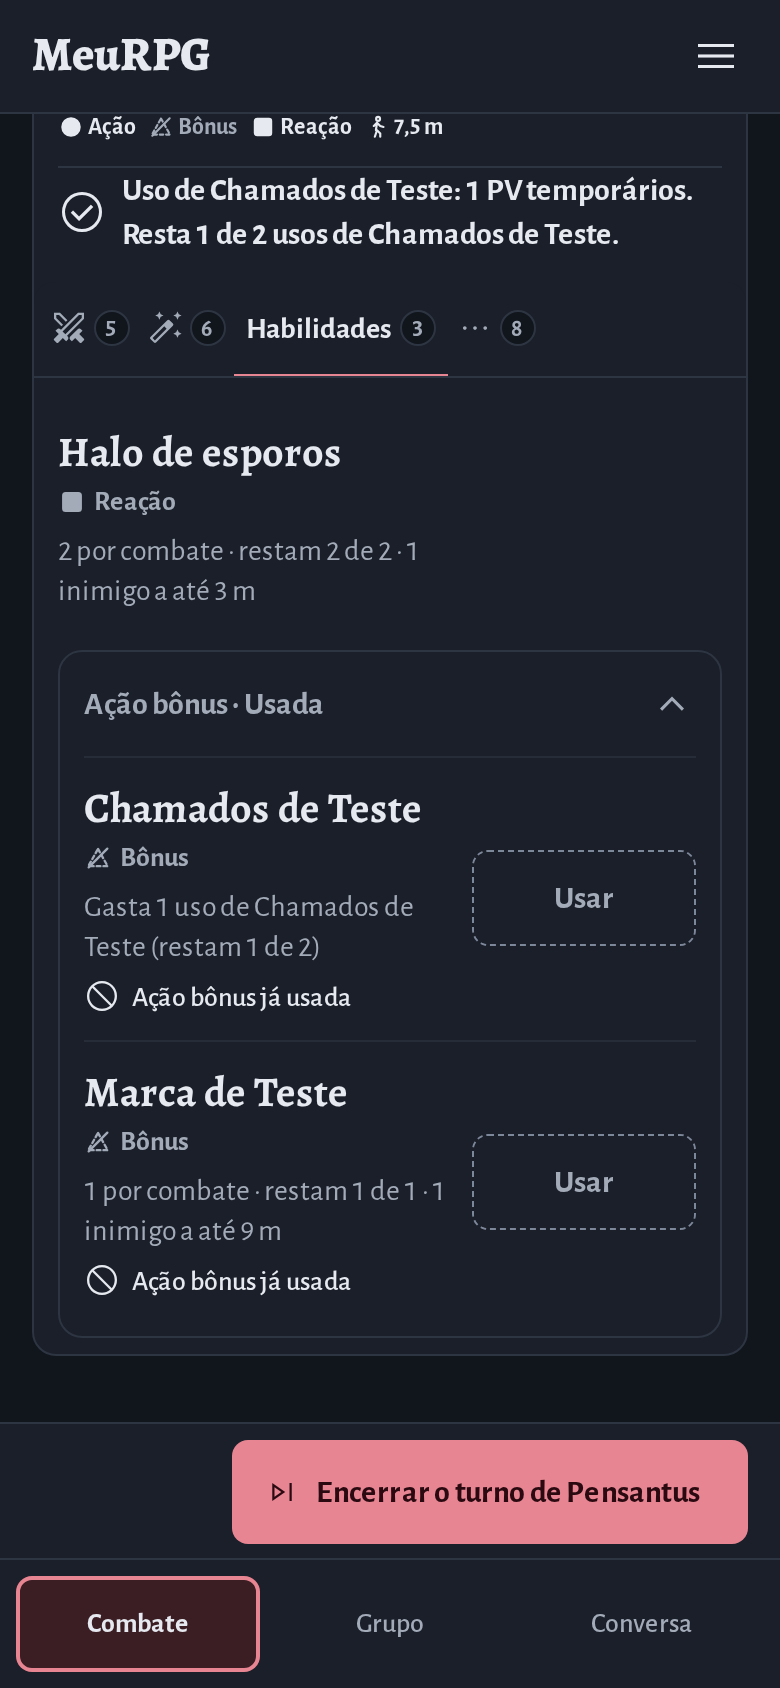 MeuRPG
Ação Bônus Reação 7,5 m
Uso de Chamados de Teste: 1 PV temporários.
Resta 1 de 2 usos de Chamados de Teste.
5 6 Habilidades 3 ··· 8
Halo de esporos
Reação
2 por combate · restam 2 de 2 · 1
inimigo a até 3 m
Ação bônus · Usada
Chamados de Teste
Bônus
Gasta 1 uso de Chamados de
Teste (restam 1 de 2)
Usar
Ação bônus já usada
Marca de Teste
Bônus
1 por combate · restam 1 de 1 · 1
inimigo a até 9 m
Usar
Ação bônus já usada
Encerrar o turno de Pensantus
Combate Grupo Conversa